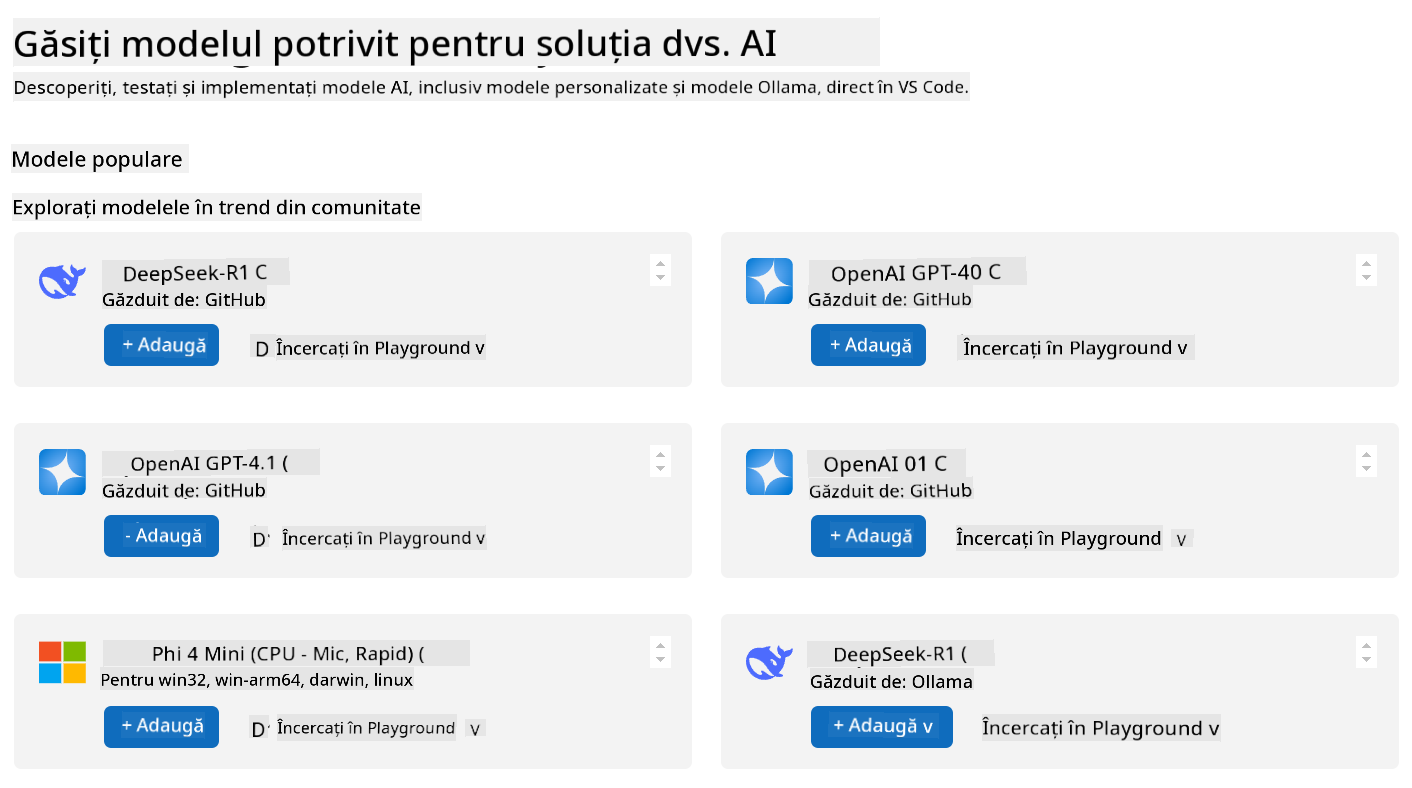 Găsiți modelul potrivit pentru soluția dvs. AI
Descoperiți, testați și implementați modele AI, inclusiv modele personalizate și modele Ollama, direct în VS Code.
Modele populare
Explorați modelele în trend din comunitate
DeepSeek-R1 C
Găzduit de: GitHub
+ Adaugă
D Încercați în Playground v
OpenAI GPT-40 C
Găzduit de: GitHub
+ Adaugă
Încercați în Playground v
OpenAI GPT-4.1 (
Găzduit de: GitHub
- Adaugă
D Încercați în Playground v
OpenAI 01 C
Găzduit de: GitHub
+ Adaugă
Încercați în Playground v
Phi 4 Mini (CPU - Mic, Rapid) (
Pentru win32, win-arm64, darwin, linux
+ Adaugă
D Încercați în Playground v
DeepSeek-R1 (
Găzduit de: Ollama
+ Adaugă v
Încercați în Playground v